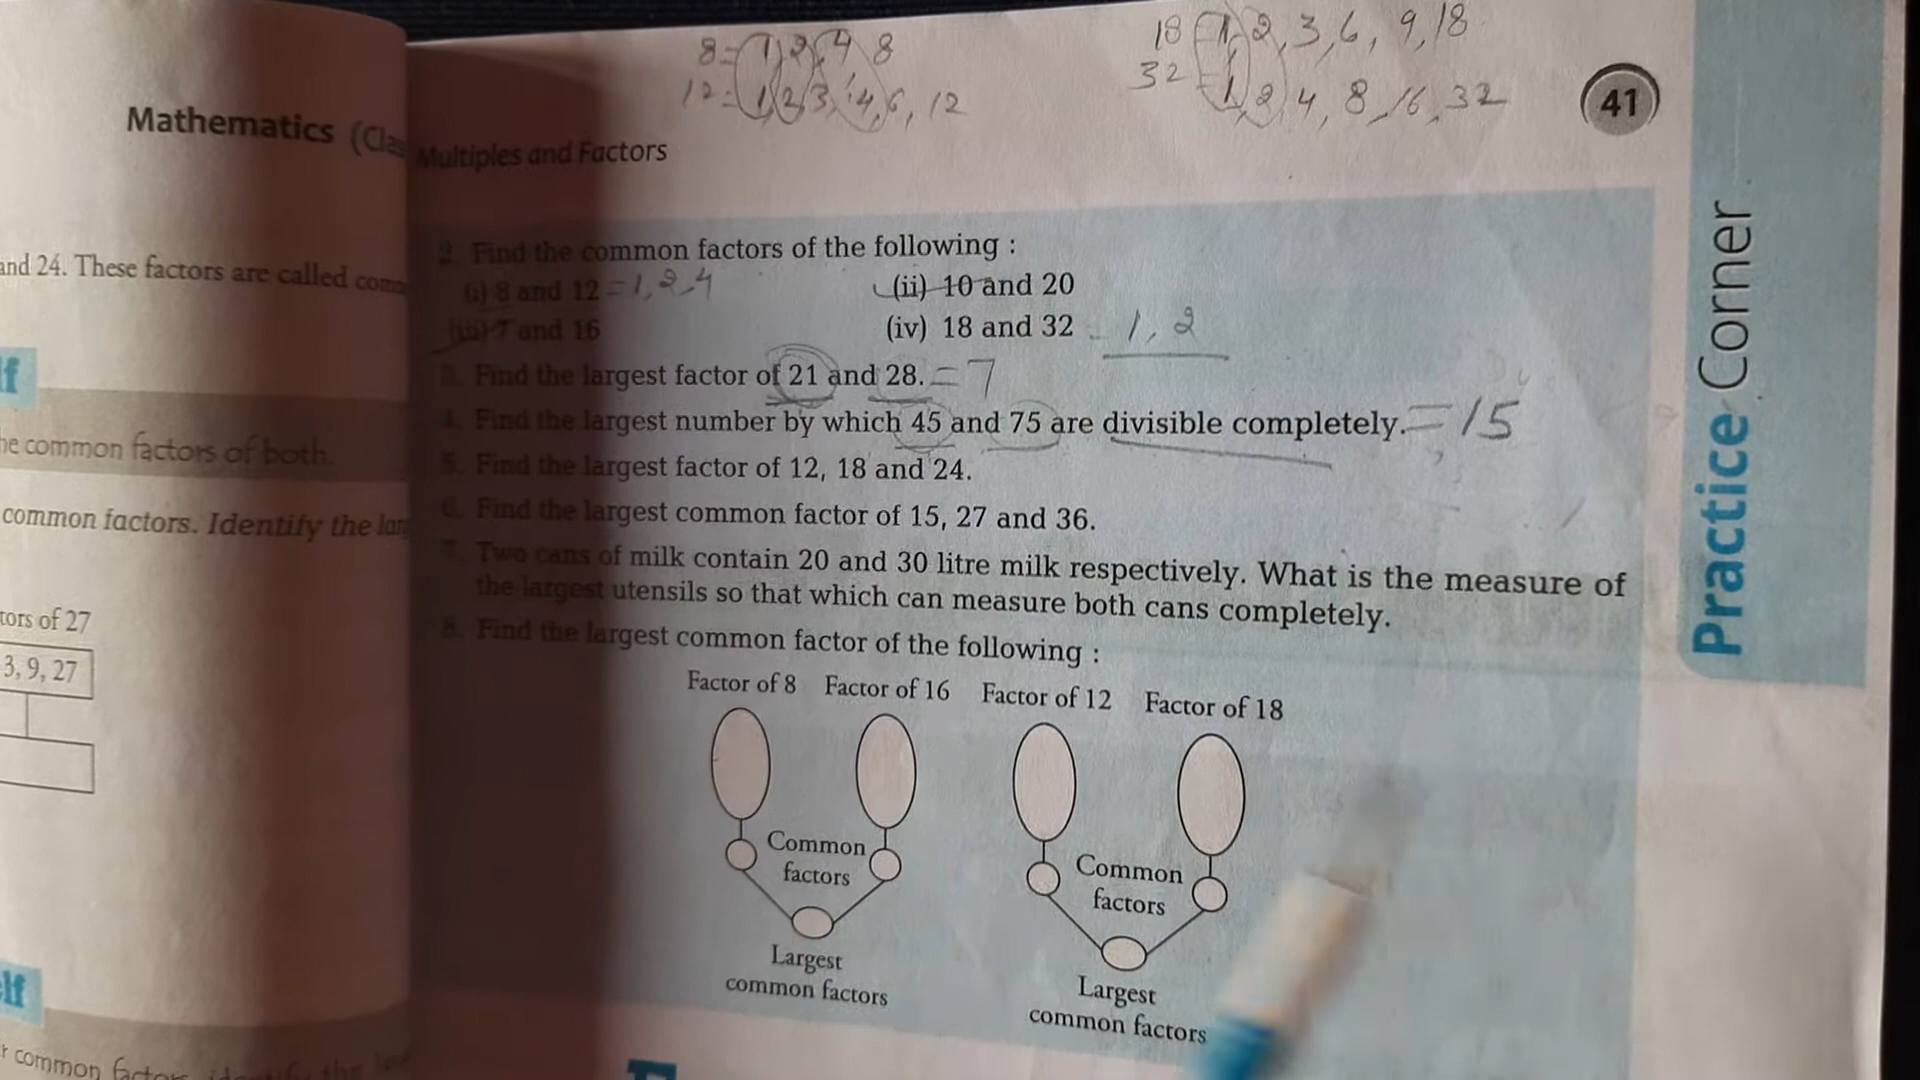 8 = 1, 2, 4 8
12 = 1, 2, 3, 4, 6, 12
18 = 1, 2, 3, 6, 9, 18
32 = 1, 2, 4, 8, 16, 32
41
Mathematics
Multiples and Factors
and 24. These factors are called
common factors of both.
common factors. Identify the
tors of 27
3, 9, 27
2. Find the common factors of the following :
(i) 8 and 12 = 1, 2, 4
(ii) 10 and 20
(iii) 7 and 16
(iv) 18 and 32 = 1, 2
3. Find the largest factor of 21 and 28. = 7
4. Find the largest number by which 45 and 75 are divisible completely. = 15
5. Find the largest factor of 12, 18 and 24.
6. Find the largest common factor of 15, 27 and 36.
7. Two cans of milk contain 20 and 30 litre milk respectively. What is the measure of
the largest utensils so that which can measure both cans completely.
8. Find the largest common factor of the following :
Factor of 8 Factor of 16 Factor of 12 Factor of 18
Common
factors
Largest
common factors
Common
factors
Largest
common factors
Practice Corner
common